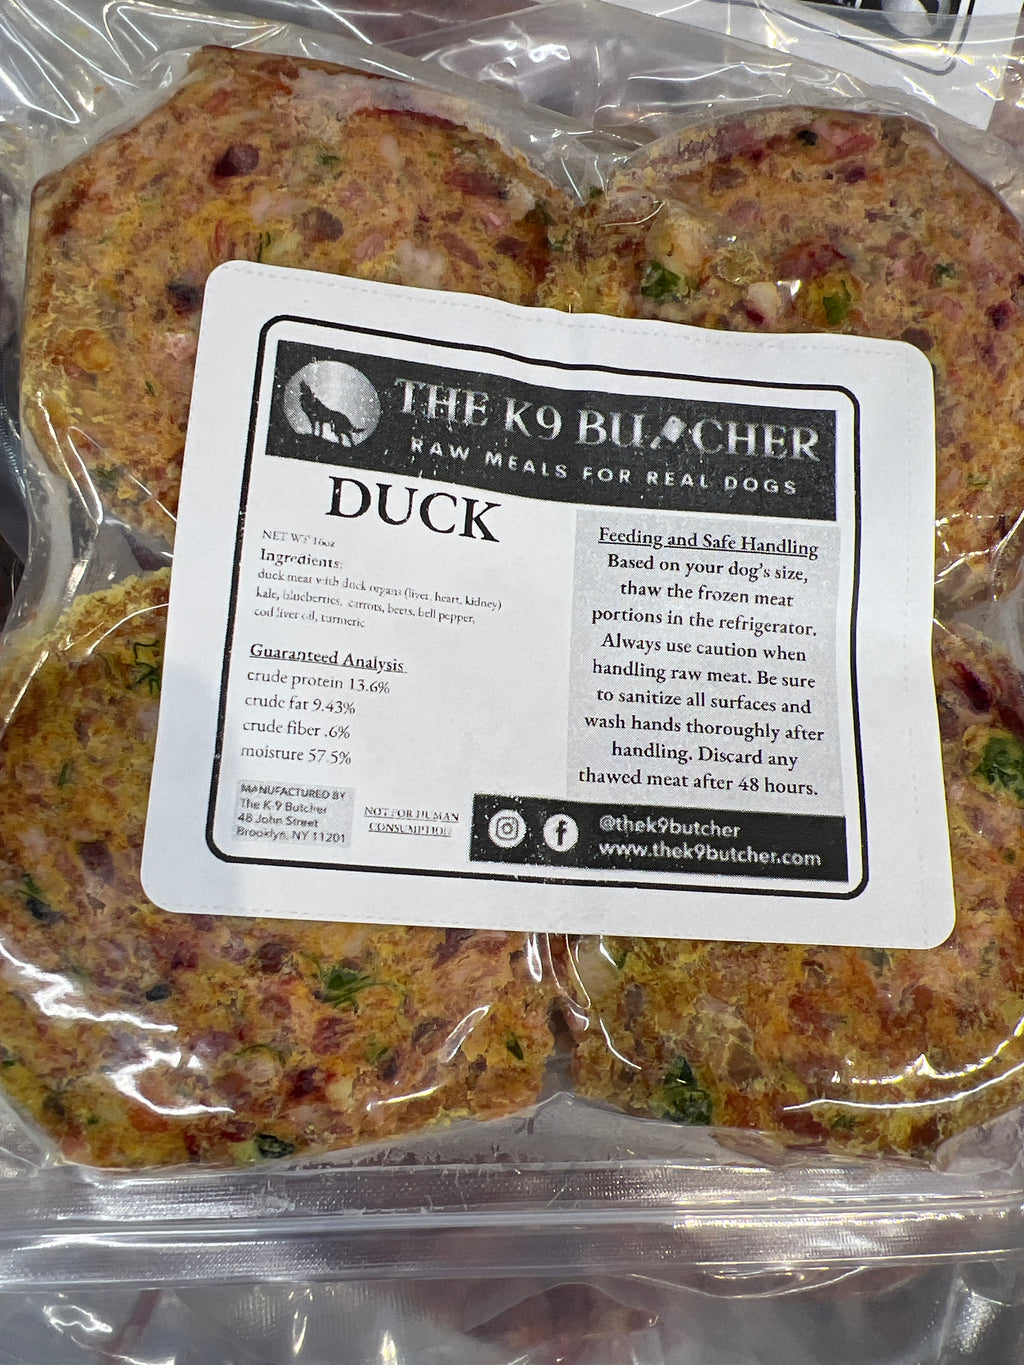 THE K9 BUTCHER
RAW MEALS FOR REAL DOGS
DUCK
NET WT 16oz
Ingredients:
duck meat with duck organs (liver, heart, kidney)
kale, blueberries, carrots, beets, bell pepper,
cod liver oil, turmeric
Guaranteed Analysis
crude protein 13.6%
crude fat 9.43%
crude fiber .6%
moisture 57.5%
MANUFACTURED BY
The K-9 Butcher
48 John Street
Brooklyn, NY 11201
NOT FOR HUMAN
CONSUMPTION
Feeding and Safe Handling
Based on your dog's size,
thaw the frozen meat
portions in the refrigerator.
Always use caution when
handling raw meat. Be sure
to sanitize all surfaces and
wash hands thoroughly after
handling. Discard any
thawed meat after 48 hours.
@thek9butcher
www.thek9butcher.com